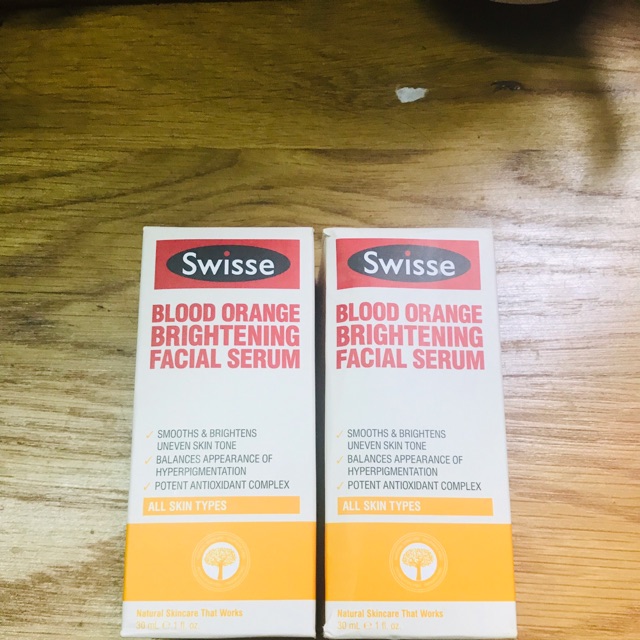 Swisse
BLOOD ORANGE
BRIGHTENING
FACIAL SERUM
✓ SMOOTHS & BRIGHTENS
UNEVEN SKIN TONE
✓ BALANCES APPEARANCE OF
HYPERPIGMENTATION
✓ POTENT ANTIOXIDANT COMPLEX
ALL SKIN TYPES
Natural Skincare That Works
30 mL ℮ 1 fl oz
Swisse
BLOOD ORANGE
BRIGHTENING
FACIAL SERUM
✓ SMOOTHS & BRIGHTENS
UNEVEN SKIN TONE
✓ BALANCES APPEARANCE OF
HYPERPIGMENTATION
✓ POTENT ANTIOXIDANT COMPLEX
ALL SKIN TYPES
Natural Skincare That Works
30 mL ℮ 1 fl oz